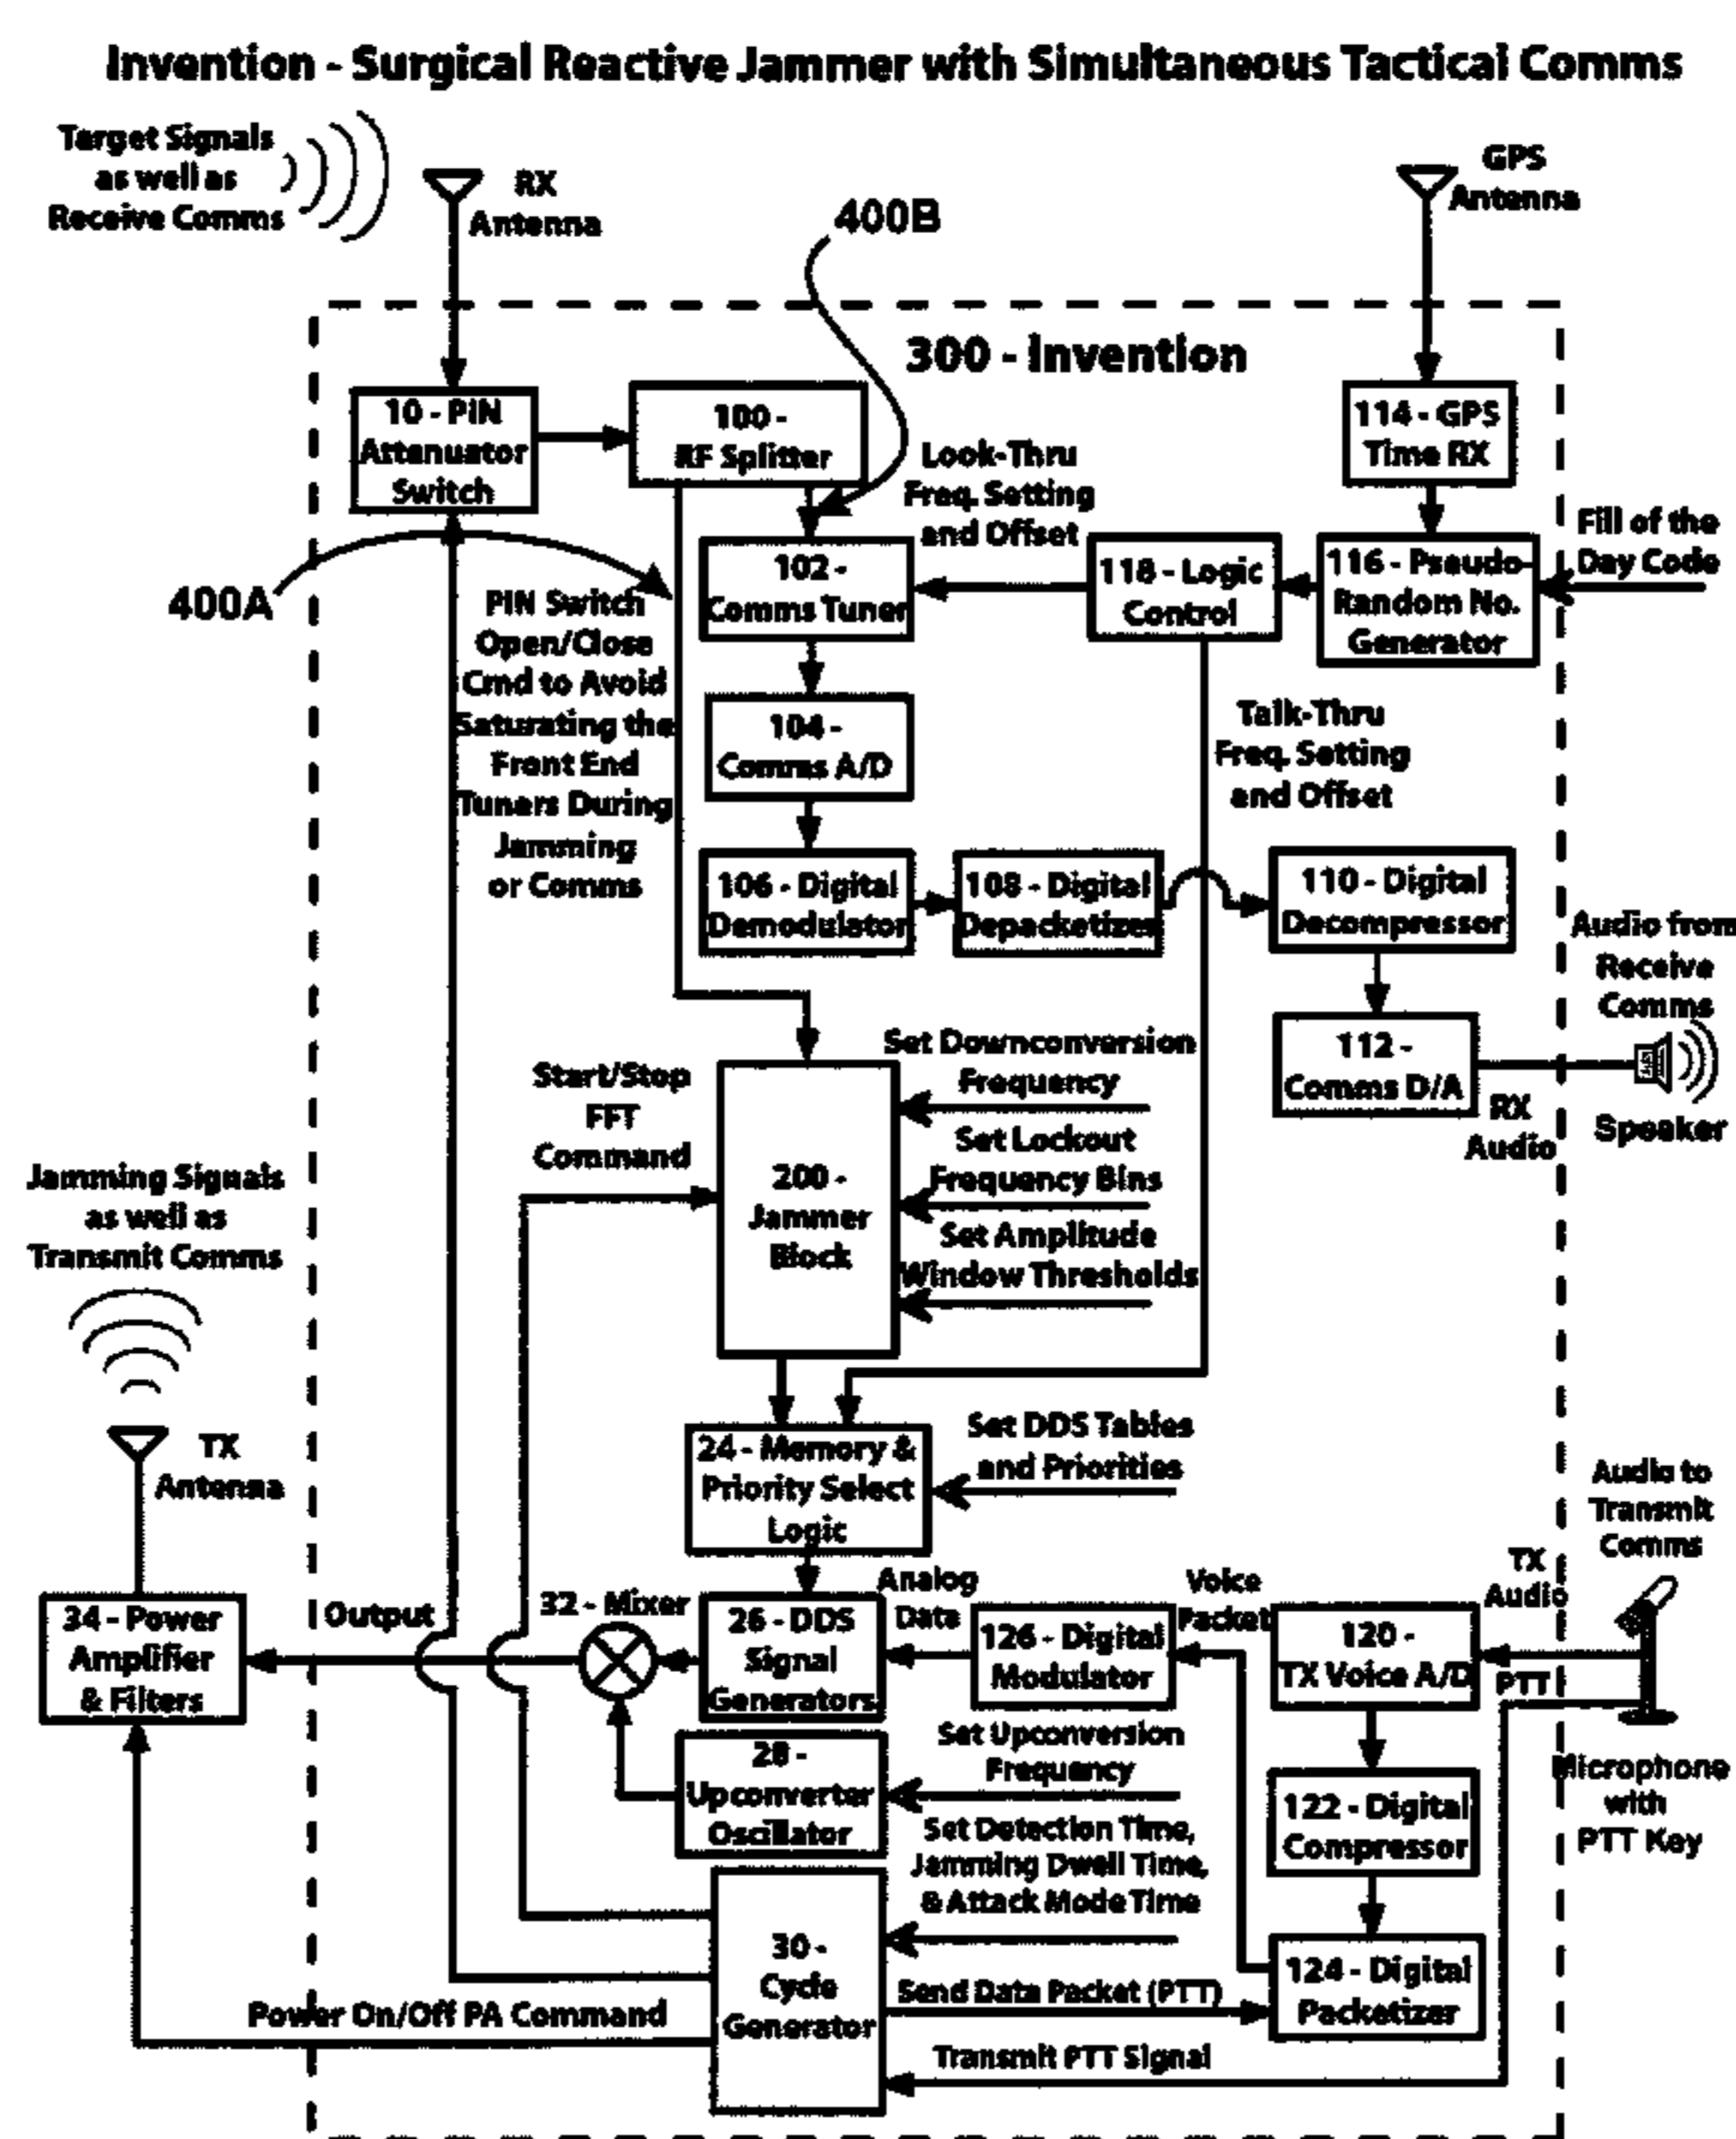 Invention - Surgical Reactive Jammer with Simultaneous Tactical Comms
Target Signals
as well as
Receive Comms
RX
Antenna
400B
GPS
Antenna
300 - Invention
10 - PIN
Attenuator
Switch
100 -
RF Splitter
Look-Thru
Freq. Setting
and Offset
114 - GPS
Time RX
Fill of the
Day Code
400A
PIN Switch
Open/Close
Cmd to Avoid
Saturating the
Front End
Tuners During
Jamming
or Comms
102 -
Comms Tuner
118 - Logic
Control
116 - Pseudo-
Random No.
Generator
104 -
Comms A/D
Talk-Thru
Freq. Setting
and Offset
106 - Digital
Demodulator
108 - Digital
Depacketizer
110 - Digital
Decompressor
Audio from
Receive
Comms
112 -
Comms D/A
RX
Audio
Speaker
Start/Stop
FFT
Command
200 -
Jammer
Block
Set Downconversion
Frequency
Set Lockout
Frequency Bins
Set Amplitude
Window Thresholds
Jamming Signals
as well as
Transmit Comms
TX
Antenna
24 - Memory &
Priority Select
Logic
Set DDS Tables
and Priorities
Audio to
Transmit
Comms
34 - Power
Amplifier
& Filters
Output
32 - Mixer
26 - DDS
Signal
Generators
Analog
Data
126 - Digital
Modulator
Voice
Packet
120 -
TX Voice A/D
TX
Audio
PTT
Microphone
with
PTT Key
28 -
Upconverter
Oscillator
Set Upconversion
Frequency
122 - Digital
Compressor
Set Detection Time,
Jamming Dwell Time,
& Attack Mode Time
30 -
Cycle
Generator
Send Data Packet (PTT)
124 - Digital
Packetizer
Power On/Off PA Command
Transmit PTT Signal